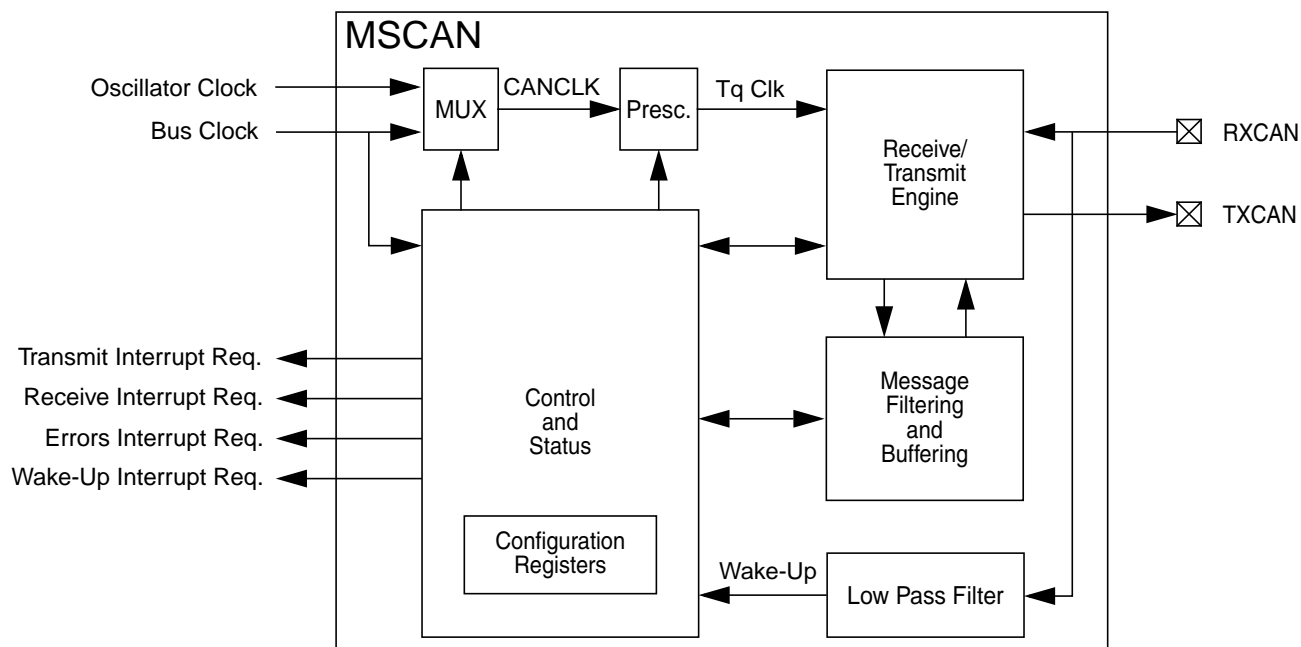 MSCAN
Oscillator Clock
Bus Clock
MUX
CANCLK
Presc.
Tq Clk
Receive/
Transmit
Engine
RXCAN
TXCAN
Transmit Interrupt Req.
Receive Interrupt Req.
Errors Interrupt Req.
Wake-Up Interrupt Req.
Control
and
Status
Message
Filtering
and
Buffering
Configuration
Registers
Wake-Up
Low Pass Filter